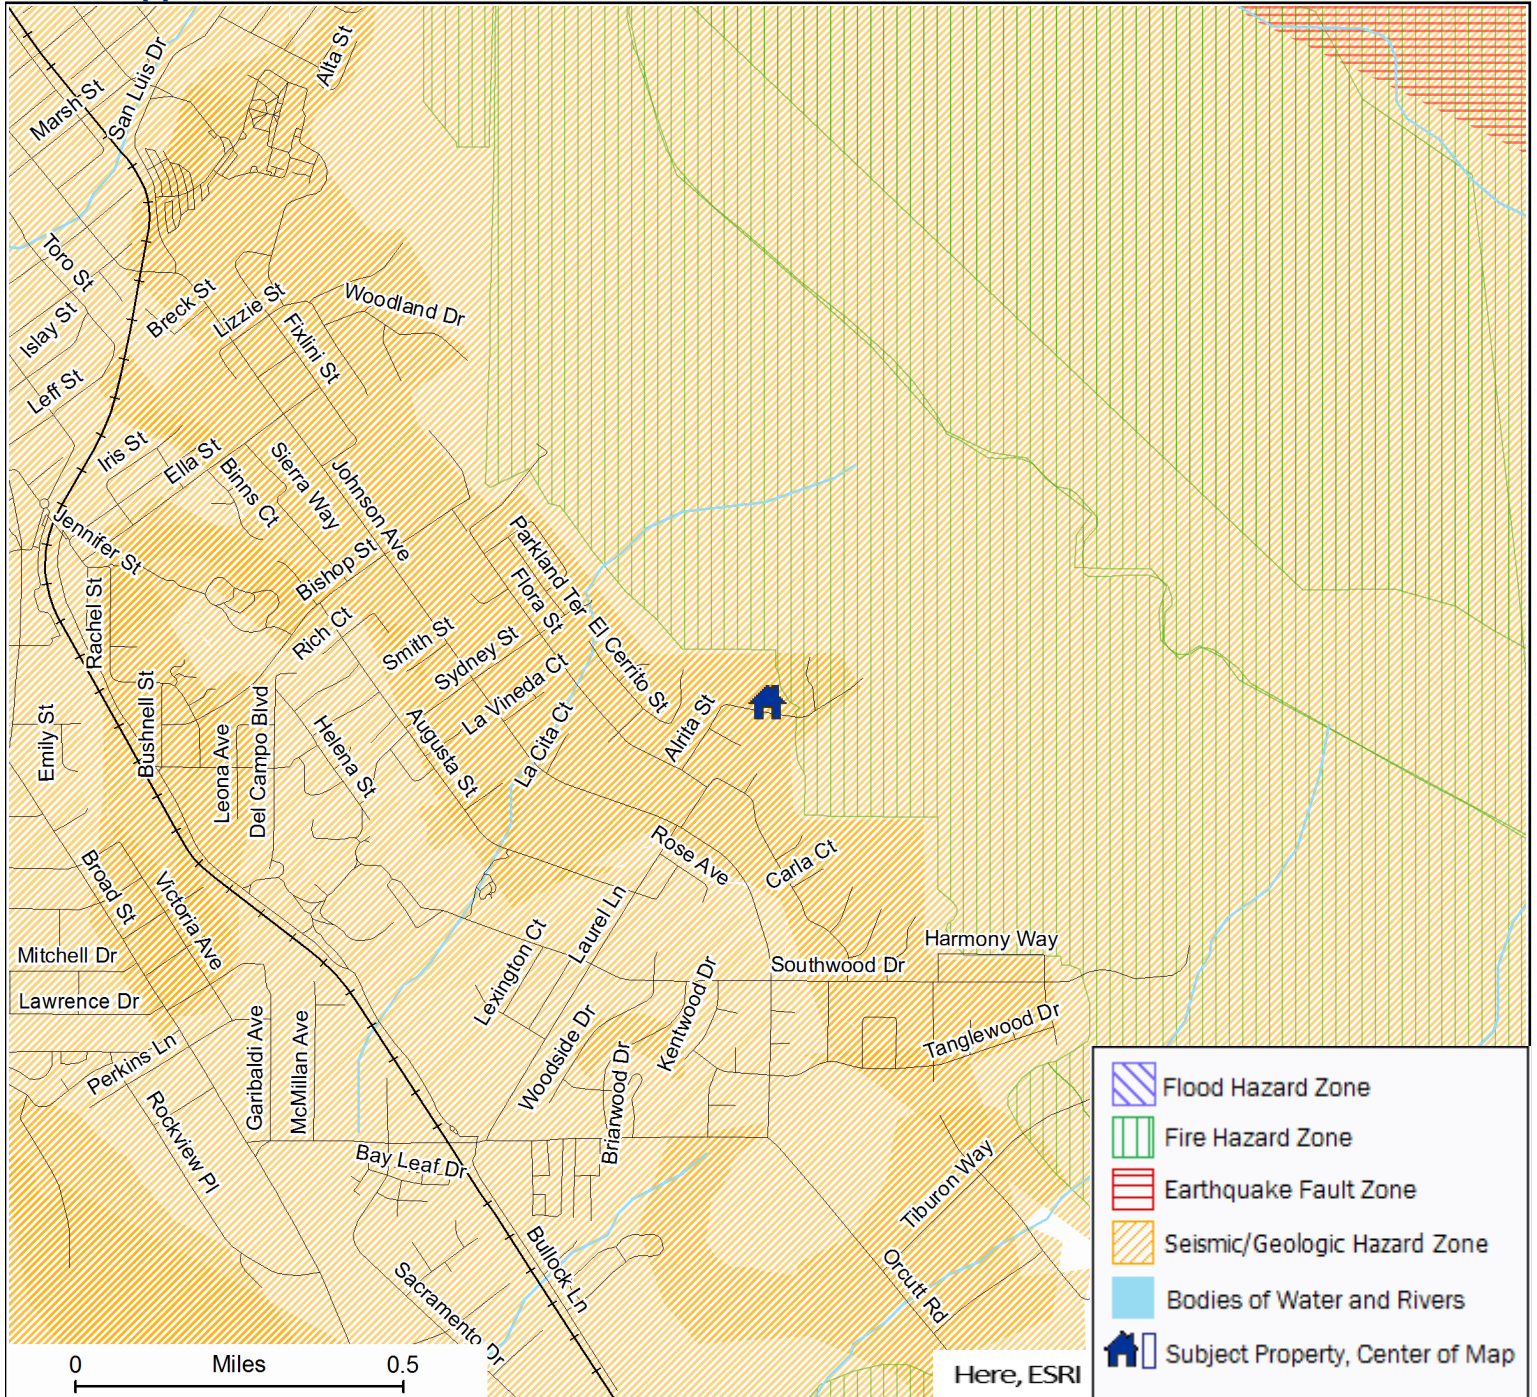 Alta St
San Luis Dr
Marsh St
Toro St
Breck St
Lizzie St
Woodland Dr
Islay St
Fixlini St
Leff St
Iris St
Ella St
Binns Ct
Sierra Way
Johnson Ave
Jennifer St
Bishop St
Parkland Ter
Flora St
Rachel St
Rich Ct
Smith St
Sydney St
El Cerrito St
La Vineda Ct
Bushnell St
Emily St
Leona Ave
Del Campo Blvd
Helena St
Augusta St
La Cita Ct
Alrita St
Rose Ave
Carla Ct
Broad St
Victoria Ave
Laurel Ln
Lexington Ct
Harmony Way
Mitchell Dr
Southwood Dr
Lawrence Dr
Kentwood Dr
Garibaldi Ave
McMillan Ave
Woodside Dr
Tanglewood Dr
Perkins Ln
Briarwood Dr
Rockview Pl
Bay Leaf Dr
Tiburon Way
Bullock Ln
Orcutt Rd
Sacramento Dr
Flood Hazard Zone
Fire Hazard Zone
Earthquake Fault Zone
Seismic/Geologic Hazard Zone
Bodies of Water and Rivers
Subject Property, Center of Map
0 Miles 0.5
Here, ESRI